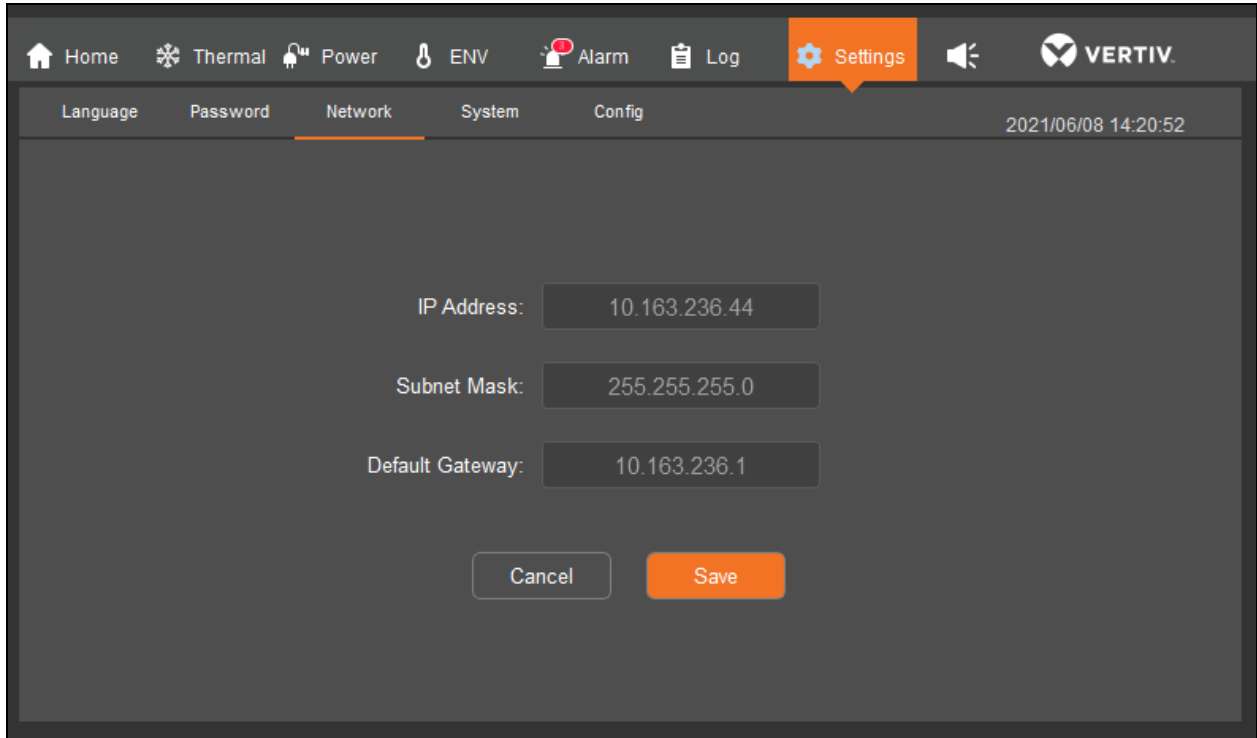 Home Thermal Power ENV 3 Alarm Log Settings VERTIV.
Language Password Network System Config
2021/06/08 14:20:52
IP Address: 10.163.236.44
Subnet Mask: 255.255.255.0
Default Gateway: 10.163.236.1
Cancel Save